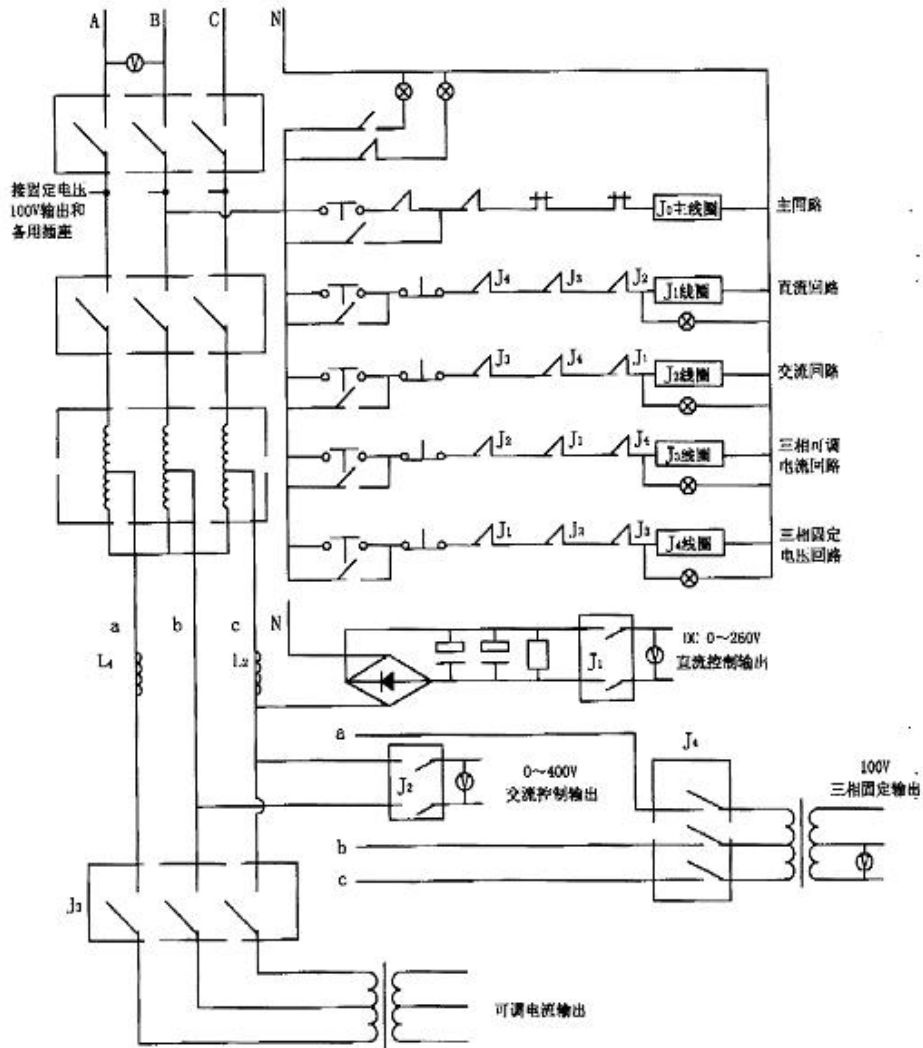 A B C N
V
接固定电压
100V输出和
备用插座
J0主线圈 主回路
J4 J3 J2 J1线圈 直流回路
J3 J4 J1 J2线圈 交流回路
J2 J1 J4 J3线圈 三相可调
电流回路
J1 J2 J3 J4线圈 三相固定
电压回路
a b c N
L1 L2
J1 V DC 0～260V
直流控制输出
a J4
J2 V 0～400V
交流控制输出
100V
三相固定输出
b
c V
J3
可调电流输出